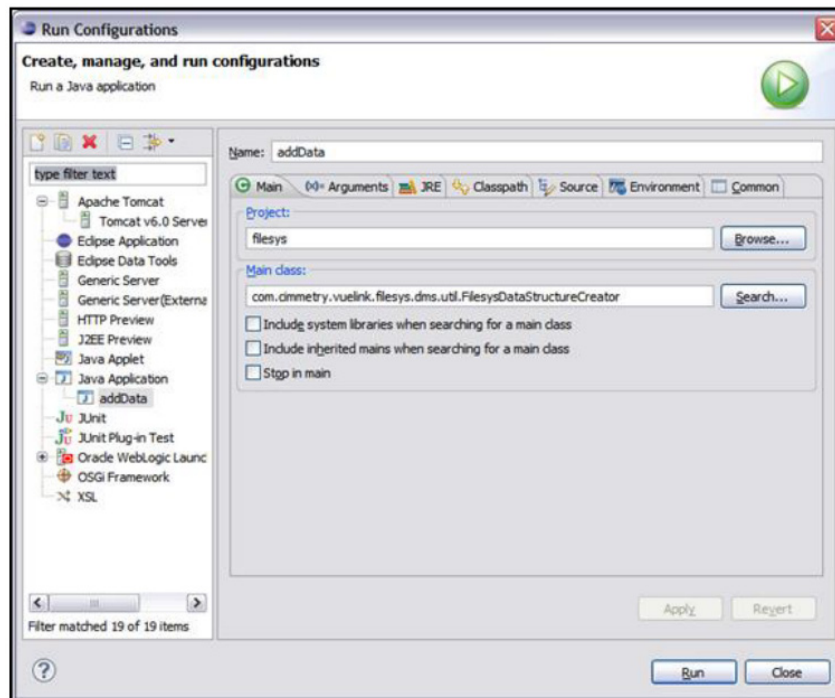 Run Configurations
Create, manage, and run configurations
Run a Java application
type filter text
Apache Tomcat
Tomcat v6.0 Server
Eclipse Application
Eclipse Data Tools
Generic Server
Generic Server(Externa
HTTP Preview
J2EE Preview
Java Applet
Java Application
addData
JUnit
JUnit Plug-in Test
Oracle WebLogic Launc
OSGi Framework
XSL
Filter matched 19 of 19 items
Name: addData
Main (x)= Arguments JRE Classpath Source Environment Common
Project:
filesys Browse...
Main class:
com.cimmetry.vuelink.filesys.dms.util.FilesysDataStructureCreator Search...
Include system libraries when searching for a main class
Include inherited mains when searching for a main class
Stop in main
Apply Revert
Run Close